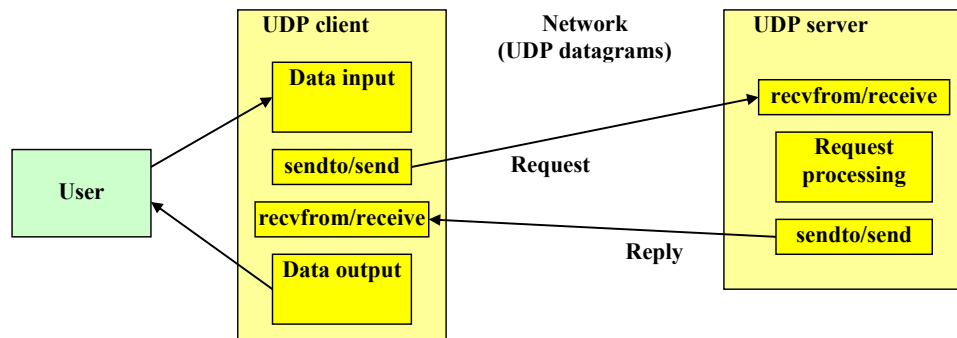 UDP client
Network
(UDP datagrams)
UDP server
Data input
recvfrom/receive
sendto/send
Request
Request
processing
User
recvfrom/receive
sendto/send
Reply
Data output